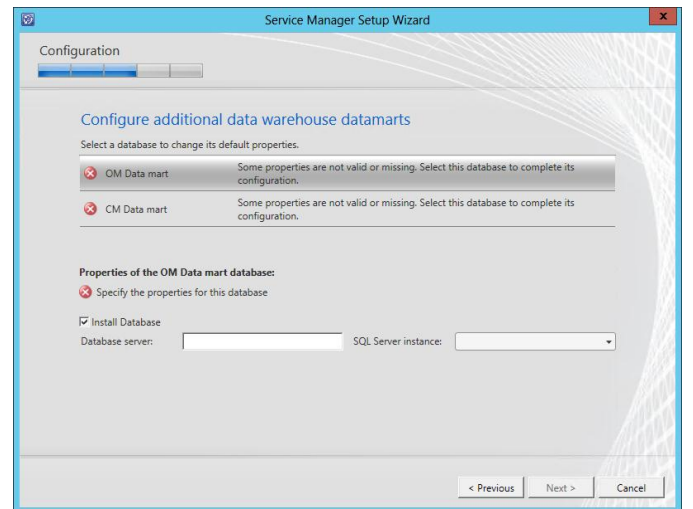 Service Manager Setup Wizard
x
Configuration
Configure additional data warehouse datamarts
Select a database to change its default properties.
OM Data mart
Some properties are not valid or missing. Select this database to complete its
configuration.
CM Data mart
Some properties are not valid or missing. Select this database to complete its
configuration.
Properties of the OM Data mart database:
Specify the properties for this database
Install Database
Database server: SQL Server instance:
< Previous Next > Cancel